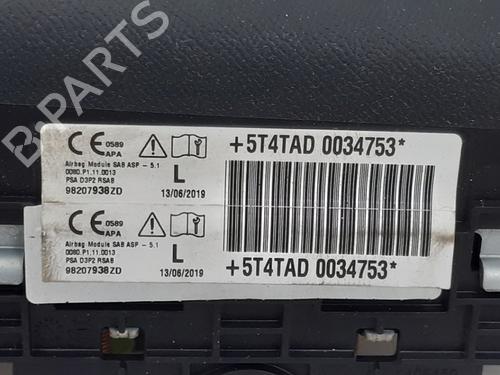 B-PARTS
CE 0589 APA L +5T4TAD 0034753*
Airbag Module SAB ASP - 5.1
0080.P1.11.0013
PSA D3P2 RSAB
98207938ZD 13/06/2019
CE 0589 APA L
Airbag Module SAB ASP - 5.1
0080.P1.11.0013
PSA D3P2 RSAB
98207938ZD 13/06/2019 +5T4TAD 0034753*